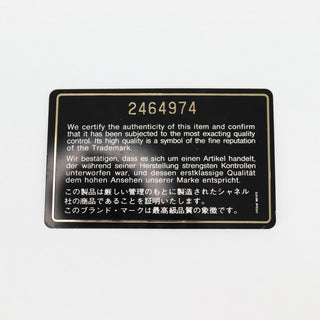 2464974
We certify the authenticity of this item and confirm
that it has been subjected to the most exacting quality
control. Its high quality is a symbol of the fine reputation
of the Trademark.
Wir bestätigen, dass es sich um einen Artikel handelt,
der während seiner Herstellung strengsten Kontrollen
unterworfen war, und dessen erstklassige Qualität
dem hohen Ansehen unserer Marke entspricht.
この製品は厳しい管理のもとに製造されたシャネル
社の商品であることを証明いたします。
このブランド・マークは最高級品質の象徴です。